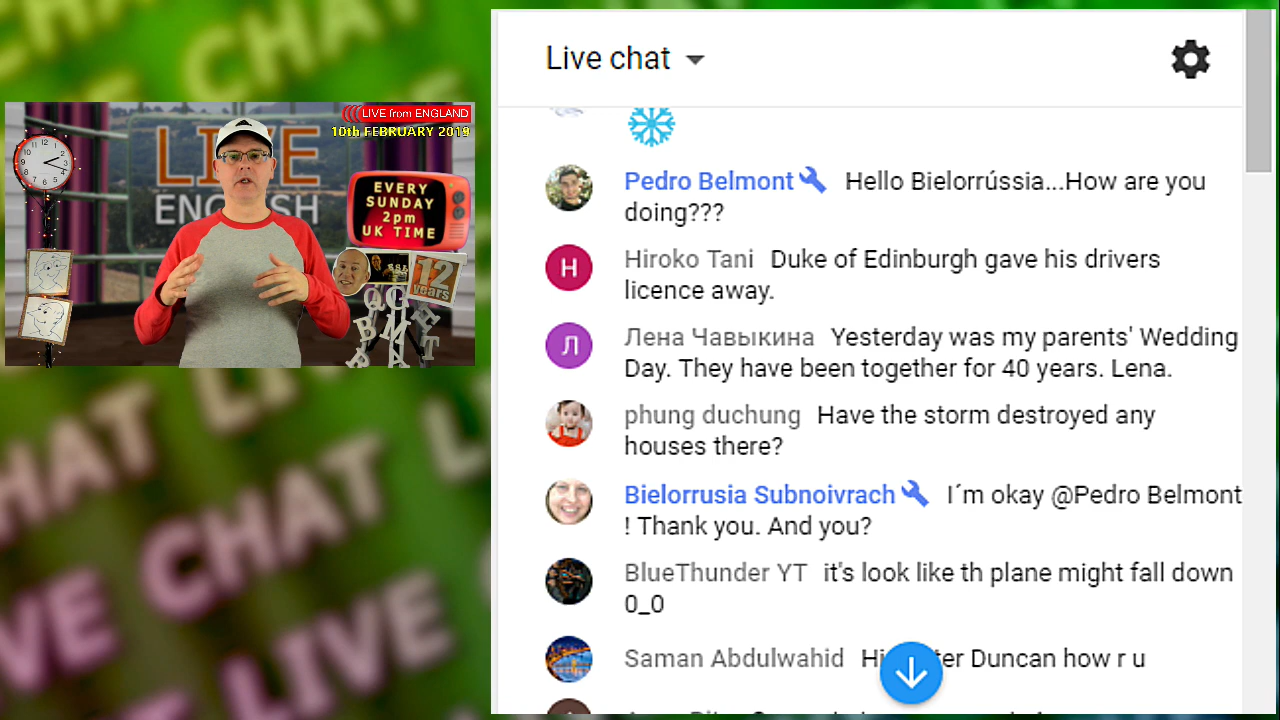 LIVE from ENGLAND
10th FEBRUARY 2019
LIVE
ENGLISH
EVERY
SUNDAY
2pm
UK TIME
12
years
Live chat
Pedro Belmont Hello Bielorrússia...How are you
doing???
H
Hiroko Tani Duke of Edinburgh gave his drivers
licence away.
Л
Лена Чавыкина Yesterday was my parents' Wedding
Day. They have been together for 40 years. Lena.
phung duchung Have the storm destroyed any
houses there?
Bielorrusia Subnoivrach I´m okay @Pedro Belmont
! Thank you. And you?
BlueThunder YT it's look like th plane might fall down
0_0
Saman Abdulwahid Duncan how r u
LIVE CHAT